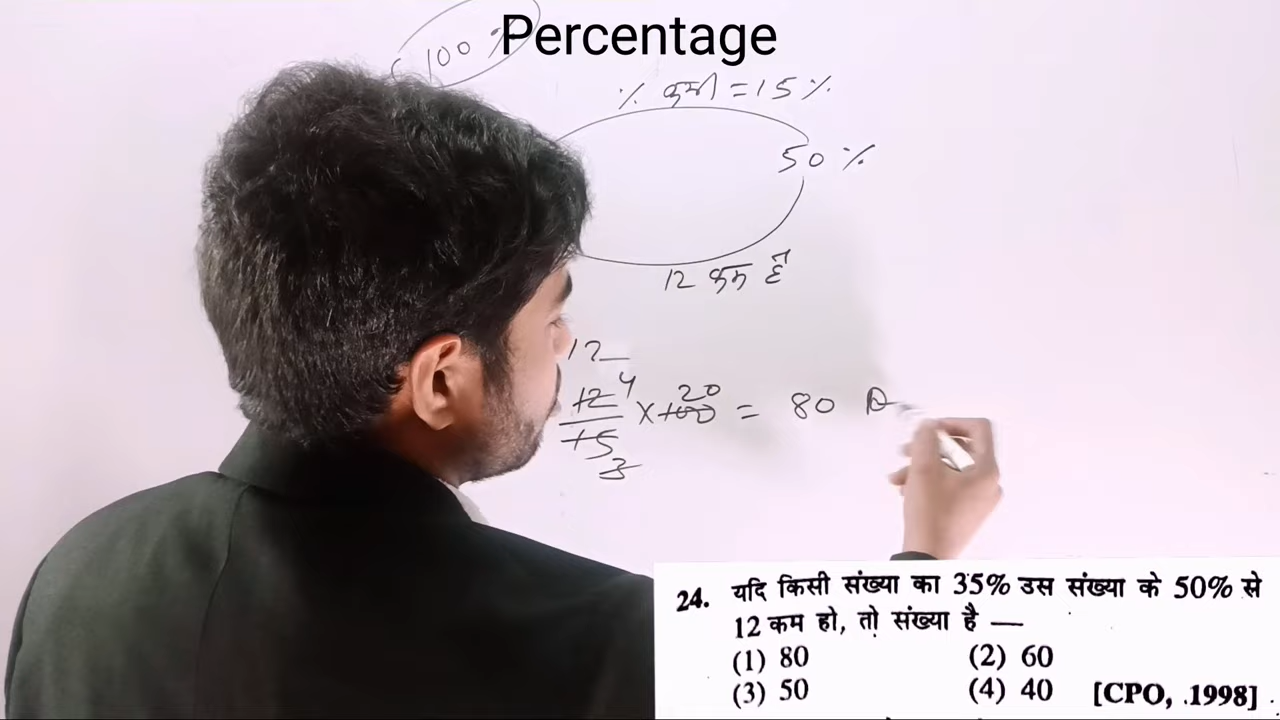 Percentage
100 %
% कमी = 15 %
50 %
12 कम है
12
12 4 × 100 20 = 80
15 3
24. यदि किसी संख्या का 35% उस संख्या के 50% से
12 कम हो, तो संख्या है —
(1) 80 (2) 60
(3) 50 (4) 40 [CPO, 1998]